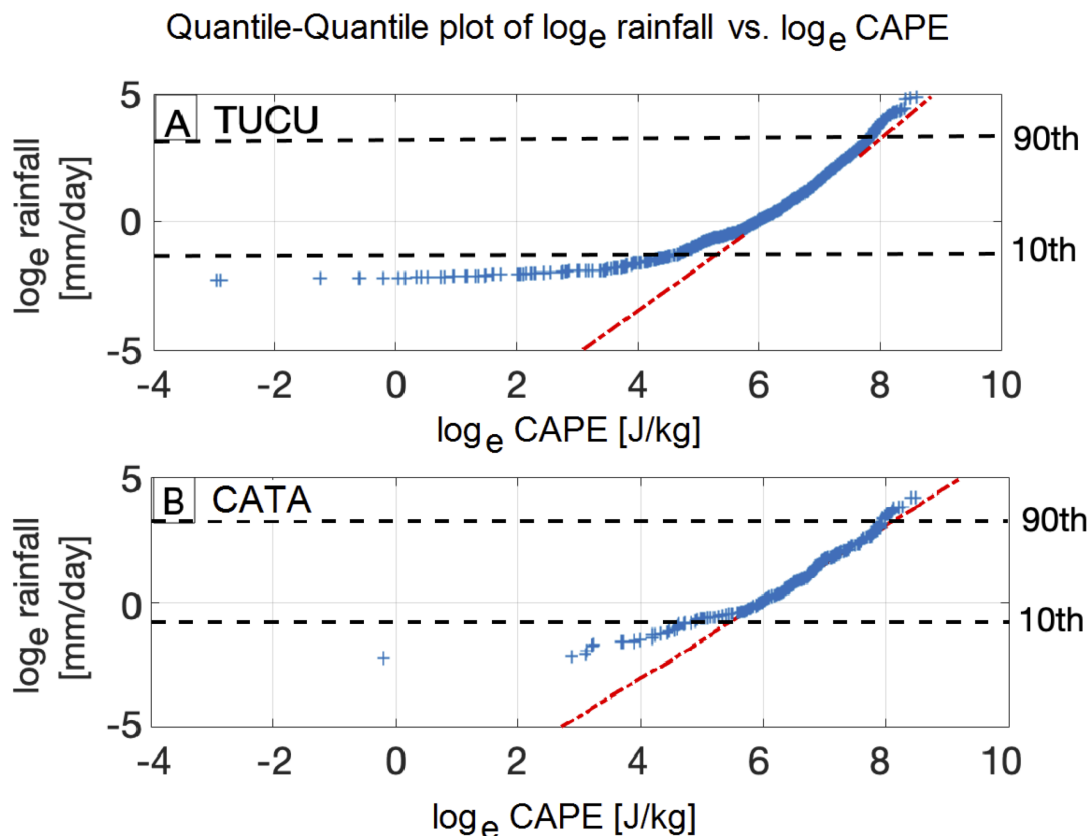 Quantile-Quantile plot of logₑ rainfall vs. logₑ CAPE
A TUCU
5
0
-5
logₑ rainfall
[mm/day]
90th
10th
-4 -2 0 2 4 6 8 10
logₑ CAPE [J/kg]
B CATA
5
0
-5
logₑ rainfall
[mm/day]
90th
10th
-4 -2 0 2 4 6 8 10
logₑ CAPE [J/kg]